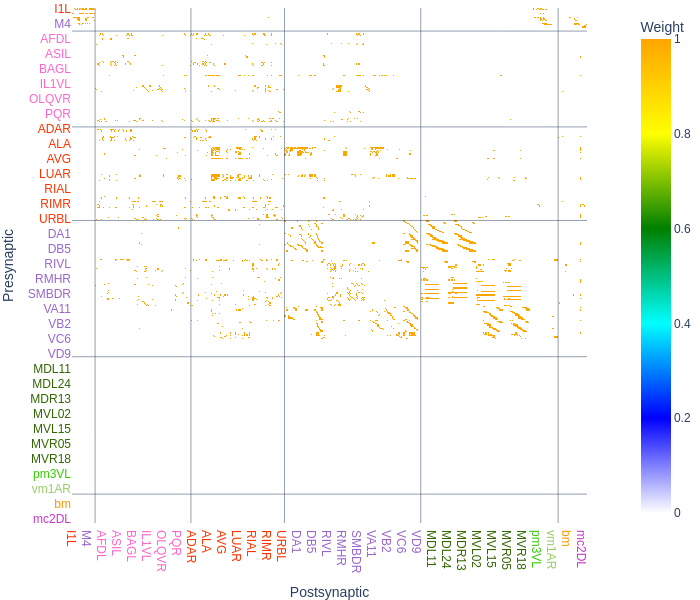 Weight
1
0.8
0.6
0.4
0.2
0
Presynaptic
I1L
M4
AFDL
ASIL
BAGL
IL1VL
OLQVR
PQR
ADAR
ALA
AVG
LUAR
RIAL
RIMR
URBL
DA1
DB5
RIVL
RMHR
SMBDR
VA11
VB2
VC6
VD9
MDL11
MDL24
MDR13
MVL02
MVL15
MVR05
MVR18
pm3VL
vm1AR
bm
mc2DL
I1L
M4
AFDL
ASIL
BAGL
IL1VL
OLQVR
PQR
ADAR
ALA
AVG
LUAR
RIAL
RIMR
URBL
DA1
DB5
RIVL
RMHR
SMBDR
VA11
VB2
VC6
VD9
MDL11
MDL24
MDR13
MVL02
MVL15
MVR05
MVR18
pm3VL
vm1AR
bm
mc2DL
Postsynaptic